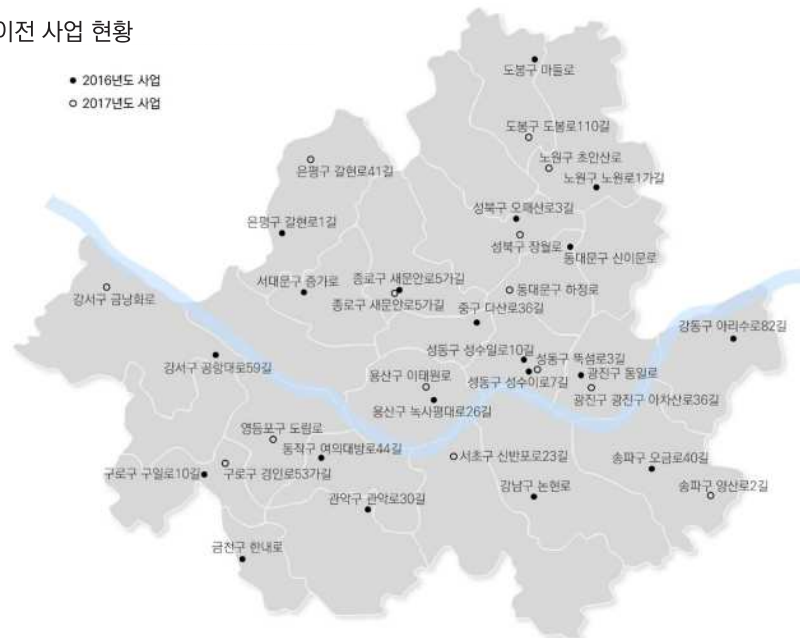 이전 사업 현황
● 2016년도 사업
○ 2017년도 사업
도봉구 마들로
도봉구 도봉로110길
노원구 초안산로
은평구 갈현로41길
노원구 노원로1가길
성북구 오패산로3길
은평구 갈현로1길
성북구 장월로
동대문구 신이문로
서대문구 증가로
종로구 새문안로5가길
동대문구 하정로
강서구 금낭화로
종로구 새문안로5가길
중구 다산로36길
강동구 아리수로82길
성동구 성수일로10길
성동구 뚝섬로3길
강서구 공항대로59길
용산구 이태원로
성동구 성수이로7길
광진구 동일로
광진구 광진구 아차산로36길
용산구 녹사평대로26길
영등포구 도림로
동작구 여의대방로44길
서초구 신반포로23길
송파구 오금로40길
구로구 구일로10길
구로구 경인로53가길
강남구 논현로
송파구 양산로2길
관악구 관악로30길
금천구 한내로